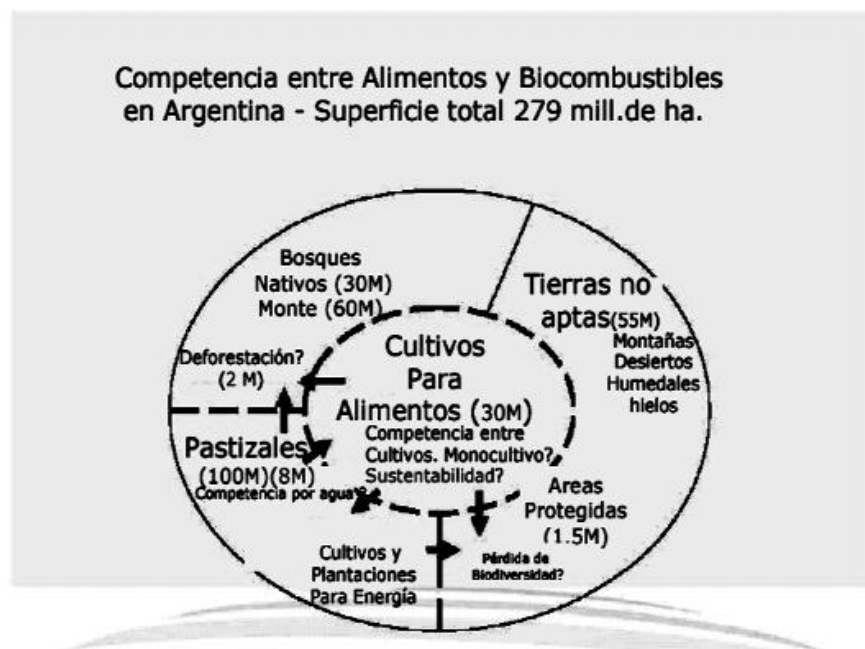 Competencia entre Alimentos y Biocombustibles
en Argentina - Superficie total 279 mill.de ha.
Bosques
Nativos (30M)
Monte (60M)
Tierras no
aptas(55M)
Montañas
Desiertos
Humedales
hielos
Deforestación?
(2 M)
Cultivos
Para
Alimentos (30M)
Competencia entre
Cultivos. Monocultivo?
Sustentabilidad?
Pastizales
(100M)(8M)
Competencia por agua?
Areas
Protegidas
(1.5M)
Cultivos y
Plantaciones
Para Energía
Pérdida de
Biodiversidad?